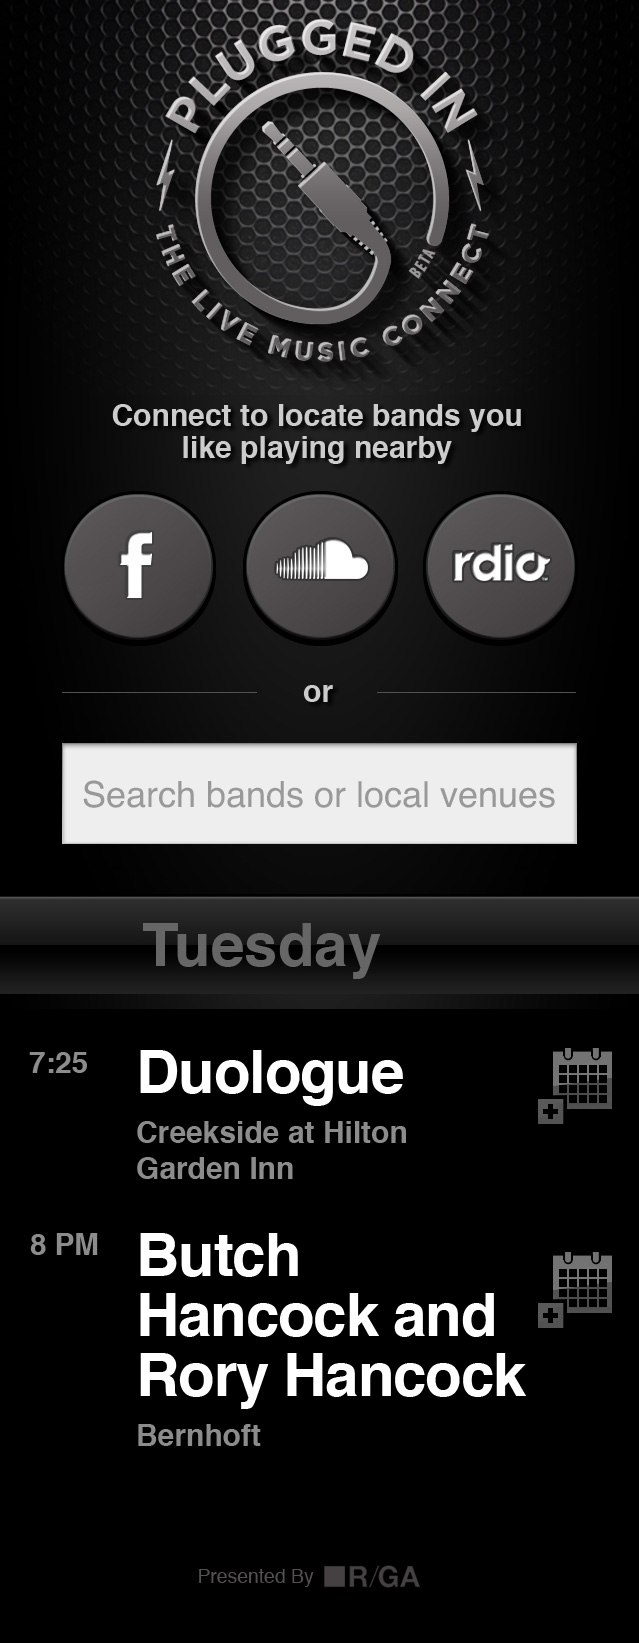 PLUGGED IN
THE LIVE MUSIC CONNECT
BETA
Connect to locate bands you
like playing nearby
f
rdio
or
Search bands or local venues
Tuesday
7:25
Duologue
Creekside at Hilton
Garden Inn
8 PM
Butch
Hancock and
Rory Hancock
Bernhoft
Presented By R/GA